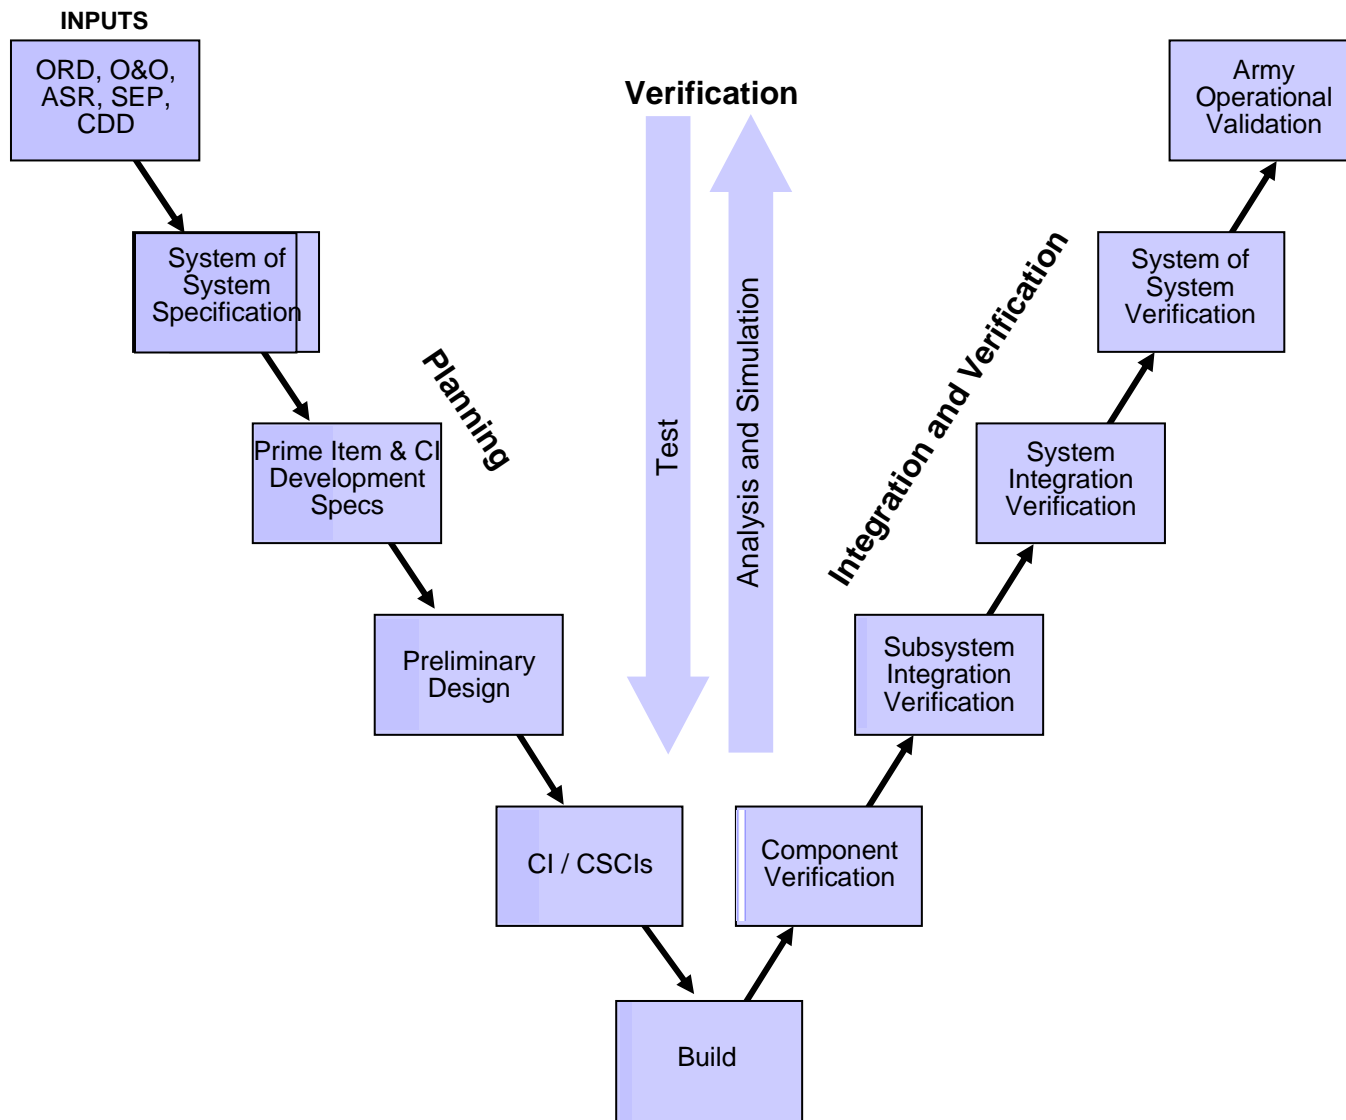 INPUTS
ORD, O&O,
ASR, SEP,
CDD
System of
System
Specification
Planning
Prime Item & CI
Development
Specs
Preliminary
Design
CI / CSCIs
Build
Verification
Test
Analysis and Simulation
Component
Verification
Subsystem
Integration
Verification
Integration and Verification
System
Integration
Verification
System of
System
Verification
Army
Operational
Validation